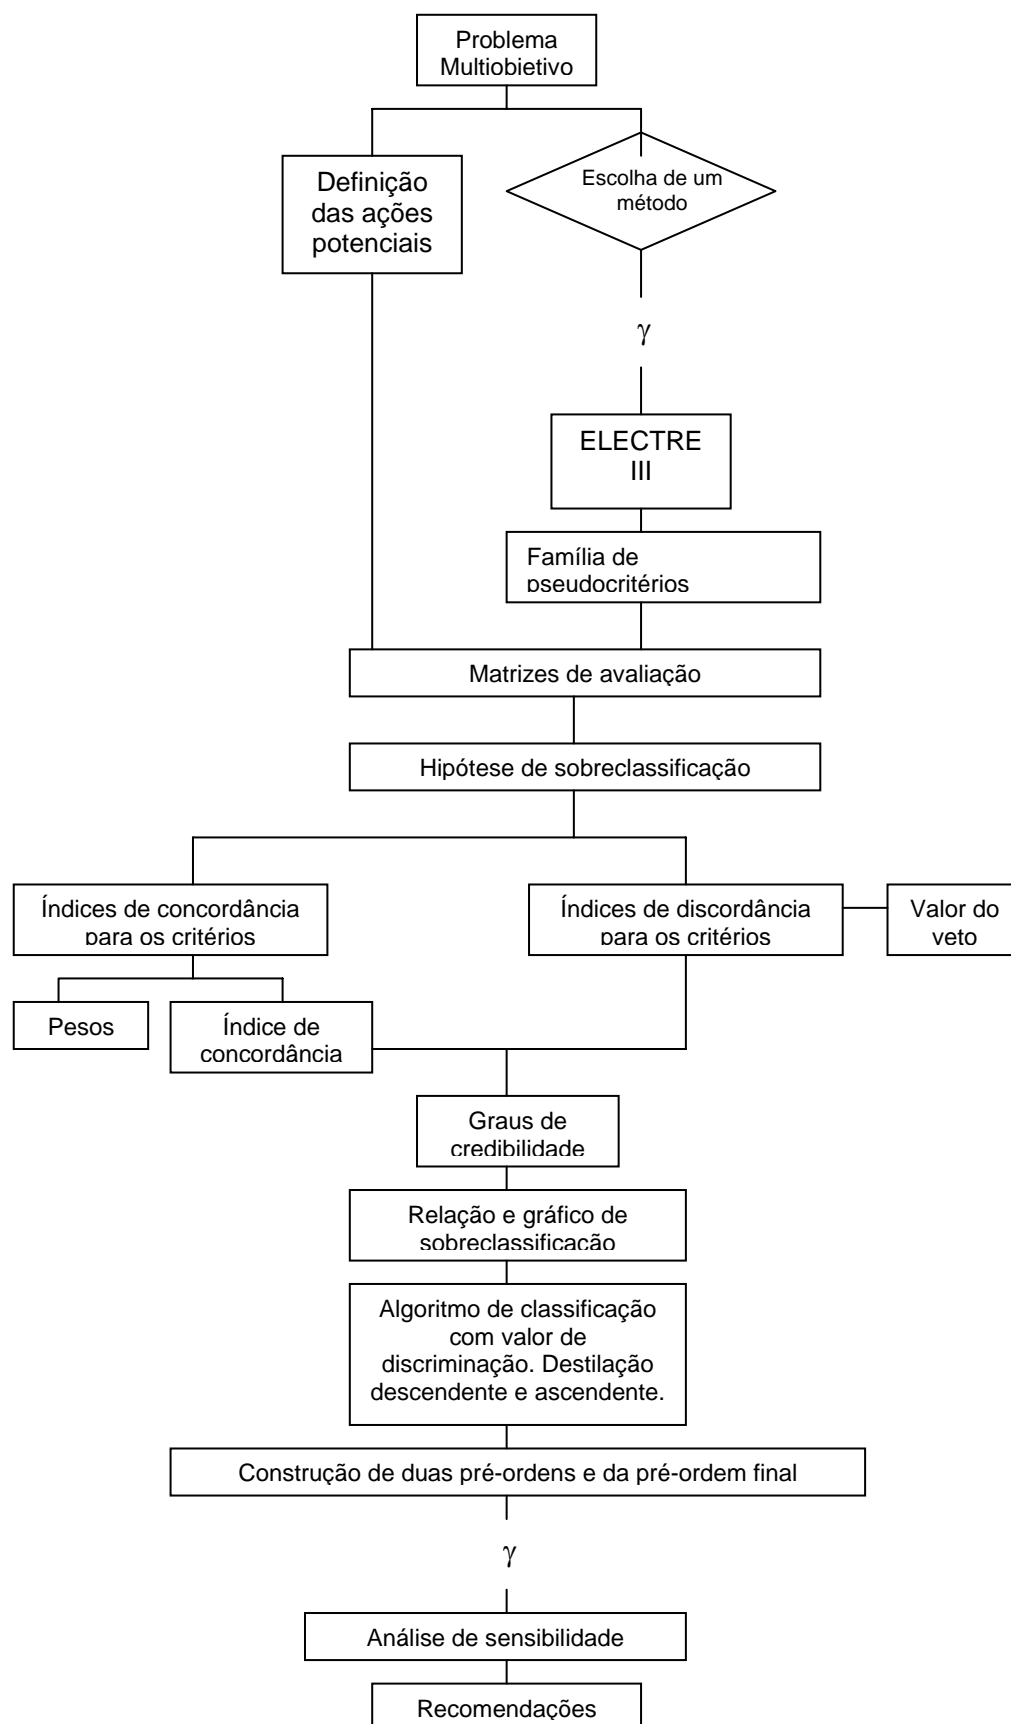 Problema
Multiobietivo
Definição
das ações
potenciais
Escolha de um
método
γ
ELECTRE
III
Família de
pseudocritérios
Matrizes de avaliação
Hipótese de sobreclassificação
Índices de concordância
para os critérios
Índices de discordância
para os critérios
Valor do
veto
Pesos
Índice de
concordância
Graus de
credibilidade
Relação e gráfico de
sobreclassificação
Algoritmo de classificação
com valor de
discriminação. Destilação
descendente e ascendente.
Construção de duas pré-ordens e da pré-ordem final
γ
Análise de sensibilidade
Recomendações